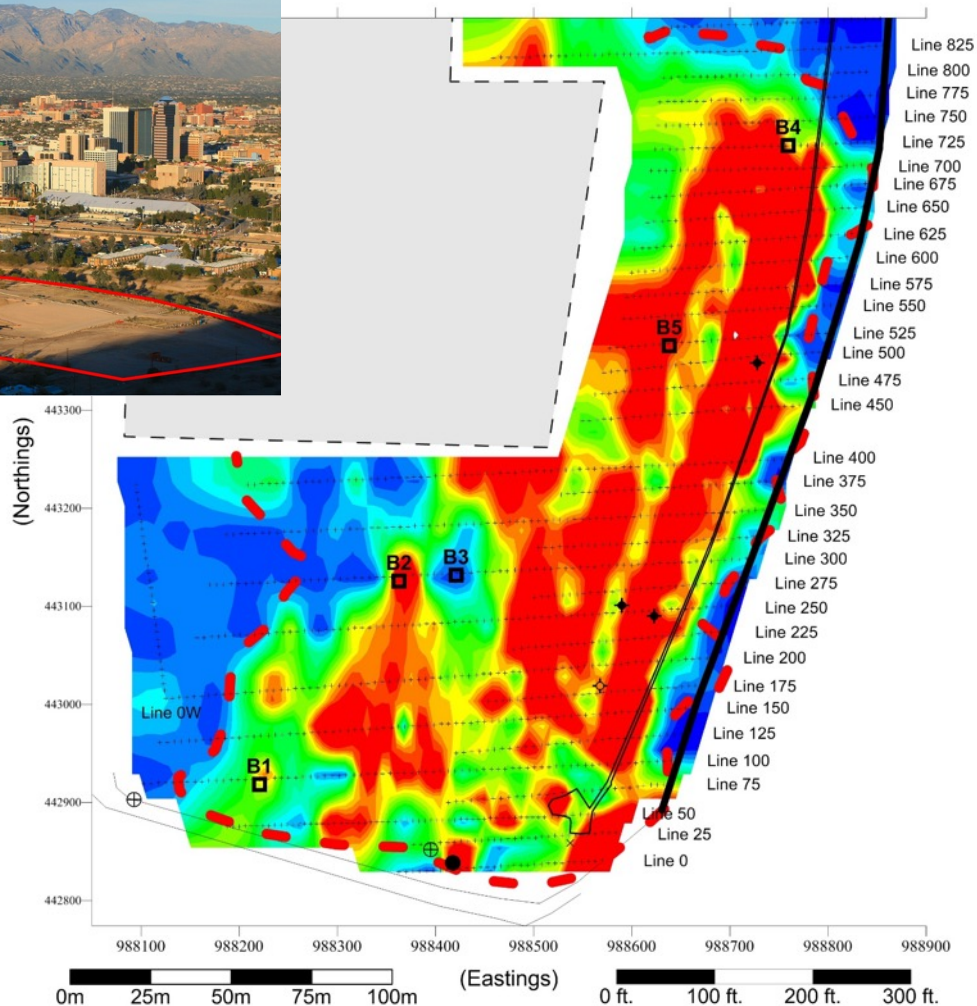 Line 825
Line 800
Line 775
Line 750
Line 725
Line 700
Line 675
Line 650
Line 625
Line 600
Line 575
Line 550
Line 525
Line 500
Line 475
Line 450
Line 400
Line 375
Line 350
Line 325
Line 300
Line 275
Line 250
Line 225
Line 200
Line 175
Line 150
Line 125
Line 100
Line 75
Line 50
Line 25
Line 0
B4
B5
B2
B3
B1
Line 0W
(Northings)
443300
443200
443100
443000
442900
442800
988100 988200 988300 988400 988500 988600 988700 988800 988900
(Eastings)
0m 25m 50m 75m 100m
0 ft. 100 ft. 200 ft. 300 ft.